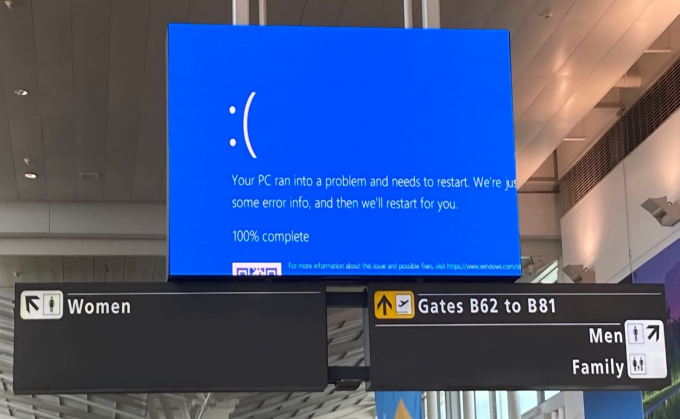 :(
Your PC ran into a problem and needs to restart. We're jus
some error info, and then we'll restart for you.
100% complete
For more information about this issue and possible fixes, visit https://www.windows.com/s
Women
Gates B62 to B81
Men
Family